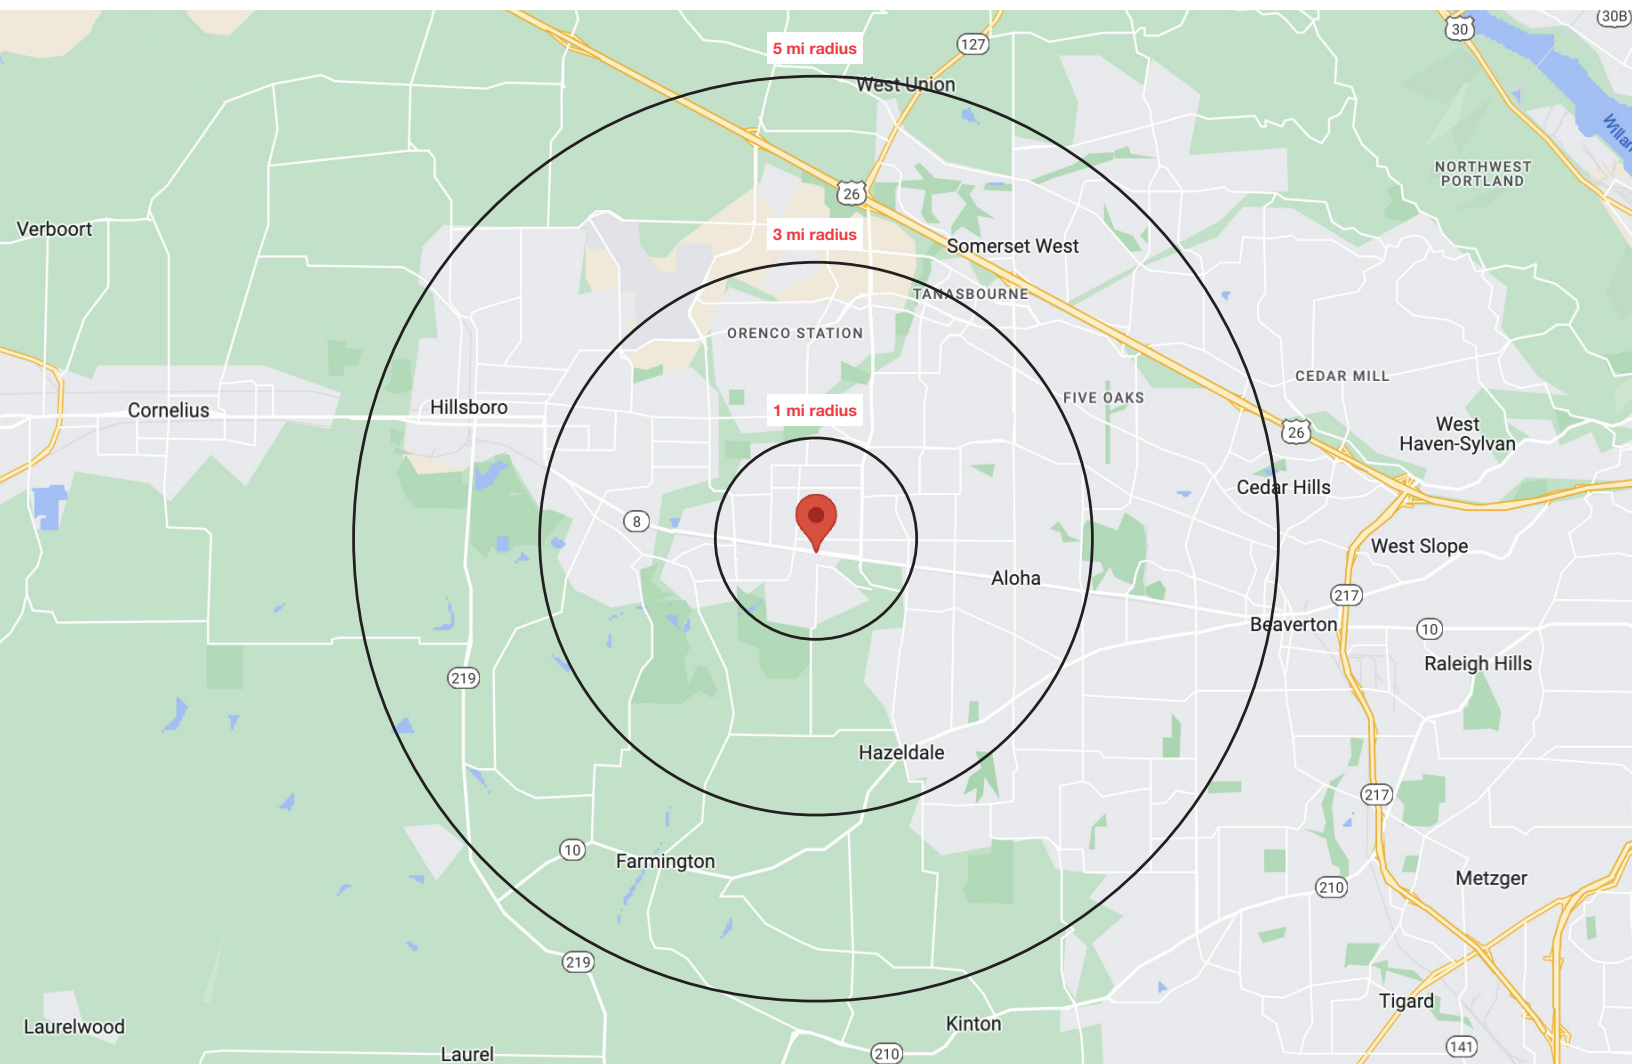 30B
30
5 mi radius
127
West Union
NORTHWEST
PORTLAND
26
Verboort
3 mi radius
Somerset West
TANASBOURNE
ORENCO STATION
CEDAR MILL
FIVE OAKS
Cornelius
Hillsboro
1 mi radius
26
West
Haven-Sylvan
Cedar Hills
8
West Slope
Aloha
217
Beaverton
10
Raleigh Hills
219
Hazeldale
217
10
Farmington
210
Metzger
219
Tigard
Laurelwood
Kinton
Laurel
210
141